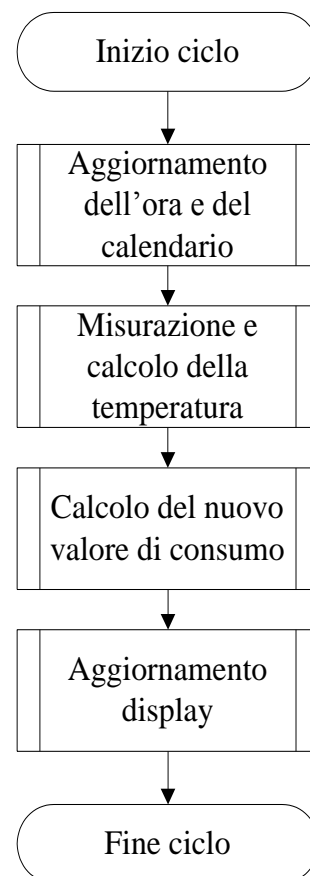 Inizio ciclo
Aggiornamento
dell'ora e del
calendario
Misurazione e
calcolo della
temperatura
Calcolo del nuovo
valore di consumo
Aggiornamento
display
Fine ciclo